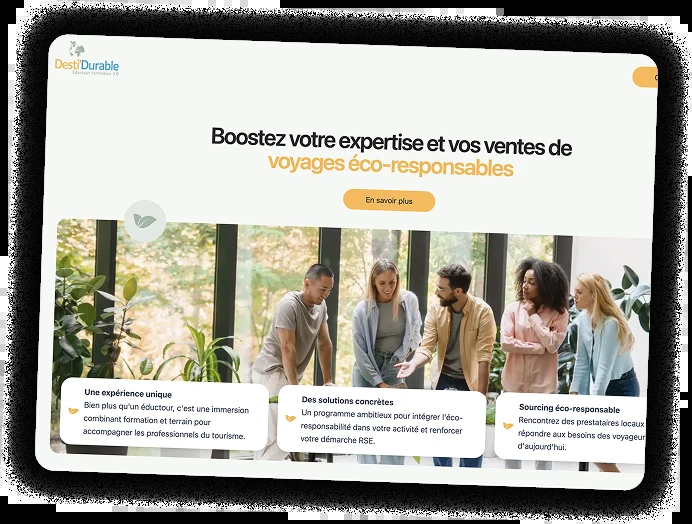 Desti'Durable
Éductour formation 3.0
Boostez votre expertise et vos ventes de
voyages éco-responsables
En savoir plus
Une expérience unique
Bien plus qu'un éductour, c'est une immersion
combinant formation et terrain pour
accompagner les professionnels du tourisme.
Des solutions concrètes
Un programme ambitieux pour intégrer l'éco-
responsabilité dans votre activité et renforcer
votre démarche RSE.
Sourcing éco-responsable
Rencontrez des prestataires locaux
répondre aux besoins des voyageur
d'aujourd'hui.